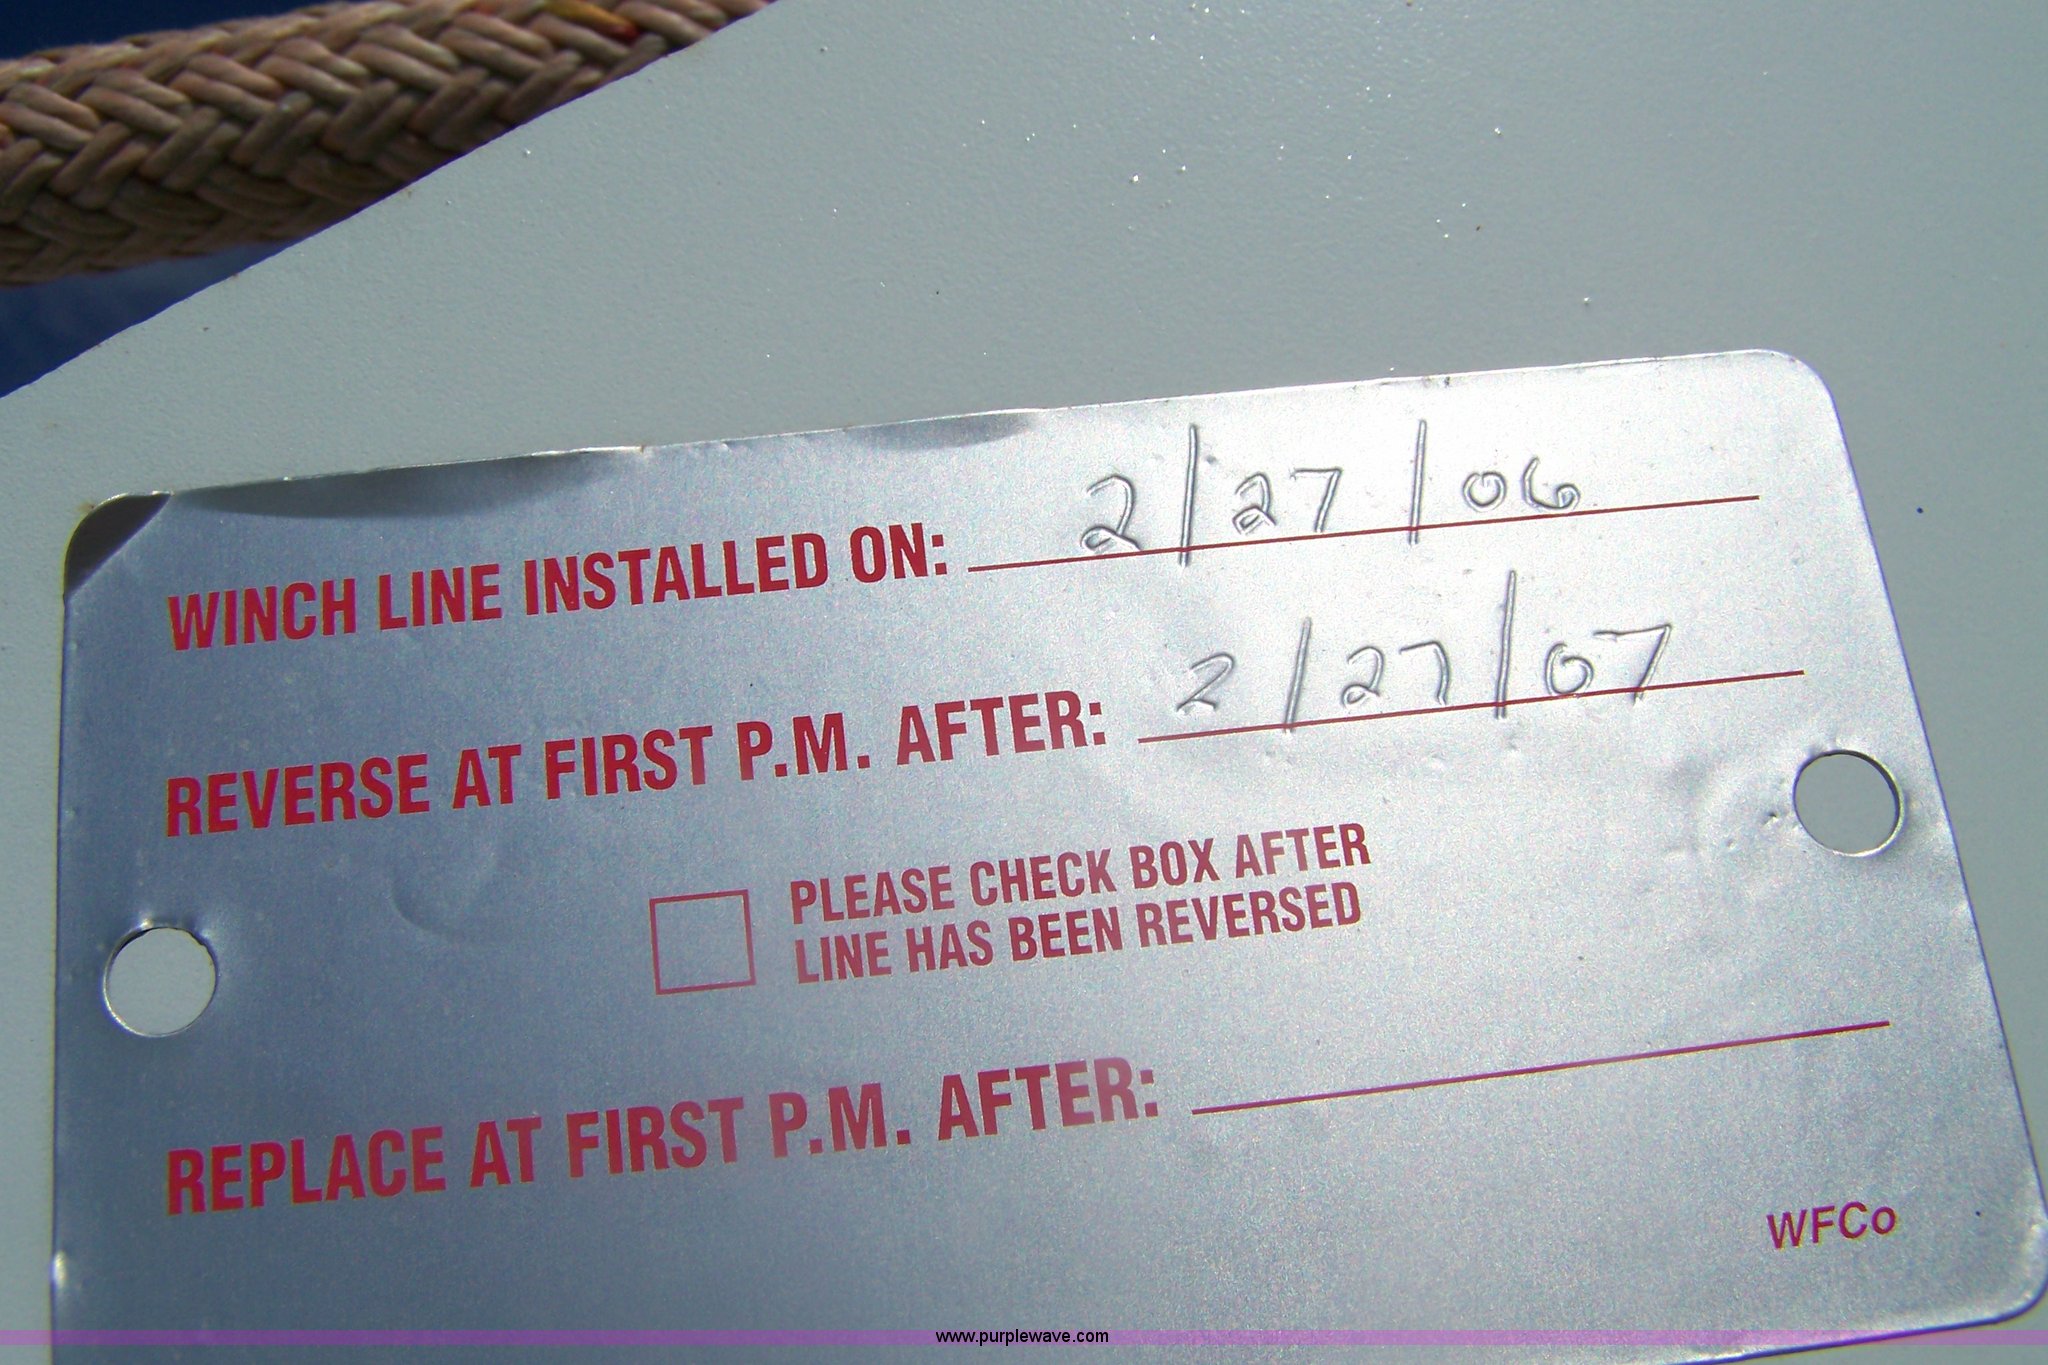 WINCH LINE INSTALLED ON: 2/27/06
REVERSE AT FIRST P.M. AFTER: 2/27/07
PLEASE CHECK BOX AFTER
LINE HAS BEEN REVERSED
REPLACE AT FIRST P.M. AFTER:
WFCo
www.purplewave.com